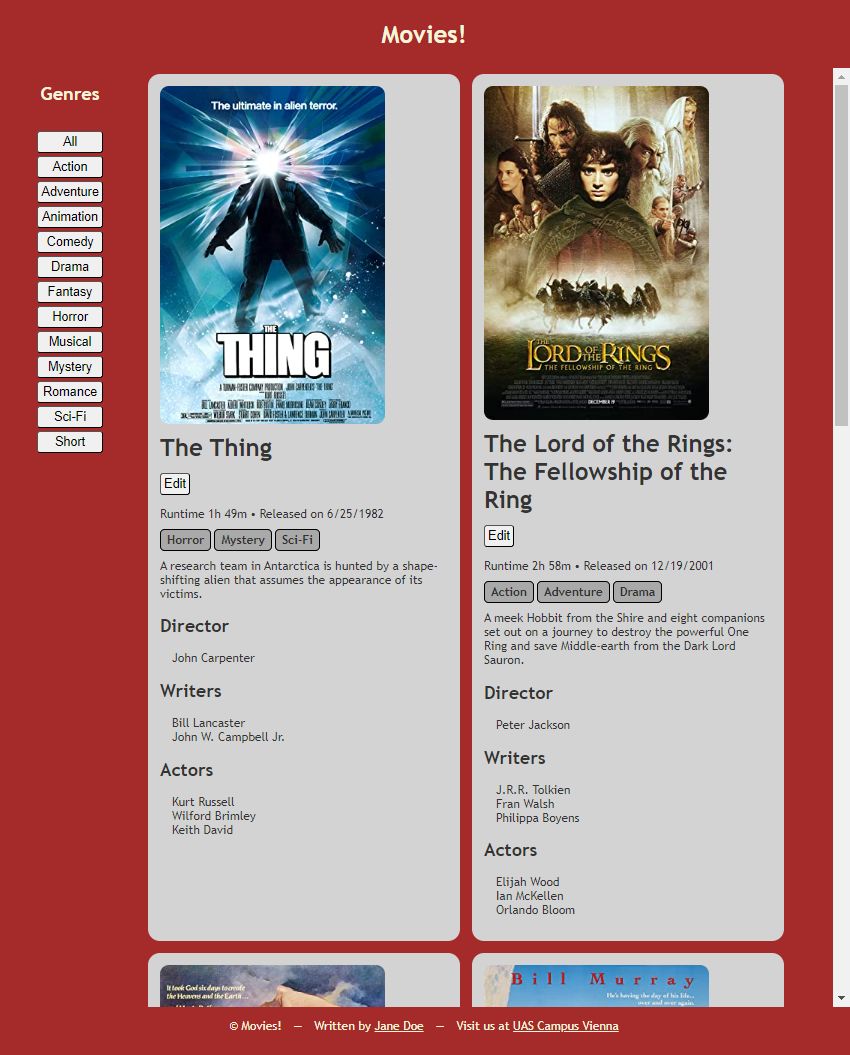 Movies!
Genres
All
Action
Adventure
Animation
Comedy
Drama
Fantasy
Horror
Musical
Mystery
Romance
Sci-Fi
Short
The ultimate in alien terror.
THE
THING
The Thing
Edit
Runtime 1h 49m • Released on 6/25/1982
Horror Mystery Sci-Fi
A research team in Antarctica is hunted by a shape-
shifting alien that assumes the appearance of its
victims.
Director
John Carpenter
Writers
Bill Lancaster
John W. Campbell Jr.
Actors
Kurt Russell
Wilford Brimley
Keith David
THE
LORD OF THE RINGS
THE FELLOWSHIP OF THE RING
DECEMBER 19
The Lord of the Rings:
The Fellowship of the
Ring
Edit
Runtime 2h 58m • Released on 12/19/2001
Action Adventure Drama
A meek Hobbit from the Shire and eight companions
set out on a journey to destroy the powerful One
Ring and save Middle-earth from the Dark Lord
Sauron.
Director
Peter Jackson
Writers
J.R.R. Tolkien
Fran Walsh
Philippa Boyens
Actors
Elijah Wood
Ian McKellen
Orlando Bloom
It took God six days to create
the Heavens and the Earth...
Bill Murray
He's having the day of his life...
over and over again.
© Movies! — Written by Jane Doe — Visit us at UAS Campus Vienna